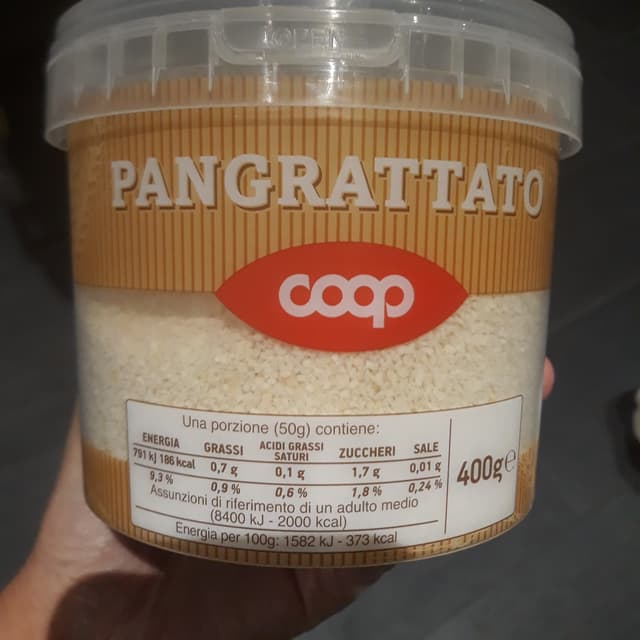 OPEN
PANGRATTATO
coop
Una porzione (50g) contiene:
ENERGIA GRASSI ACIDI GRASSI SATURI ZUCCHERI SALE
791 kJ 186 kcal 0,7 g 0,1 g 1,7 g 0,01 g
9,3 % 0,9 % 0,6 % 1,8 % 0,24 %
Assunzioni di riferimento di un adulto medio
(8400 kJ - 2000 kcal)
Energia per 100g: 1582 kJ - 373 kcal
400g e